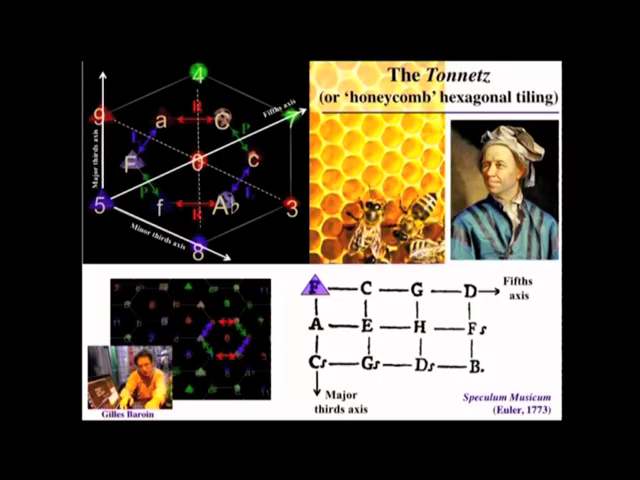 The Tonnetz
(or ‘honeycomb’ hexagonal tiling)
4
9
a
R
C
Fifths axis
7
L
P
Major thirds axis
F
0
c
P
L
5
f
R
Ab
3
Minor thirds axis
8
Gilles Baroin
F C G D
Fifths
axis
A E H Fs
Cs Gs Ds B.
Major
thirds axis
Speculum Musicum
(Euler, 1773)